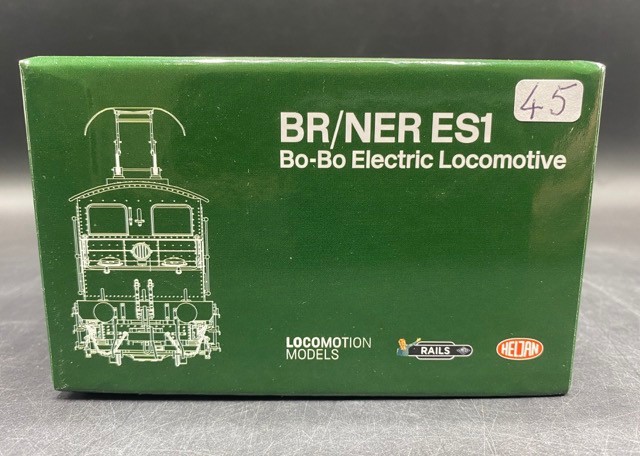 45
BR/NER ES1
Bo-Bo Electric Locomotive
LOCOMOTION
MODELS
RAILS
HELJAN